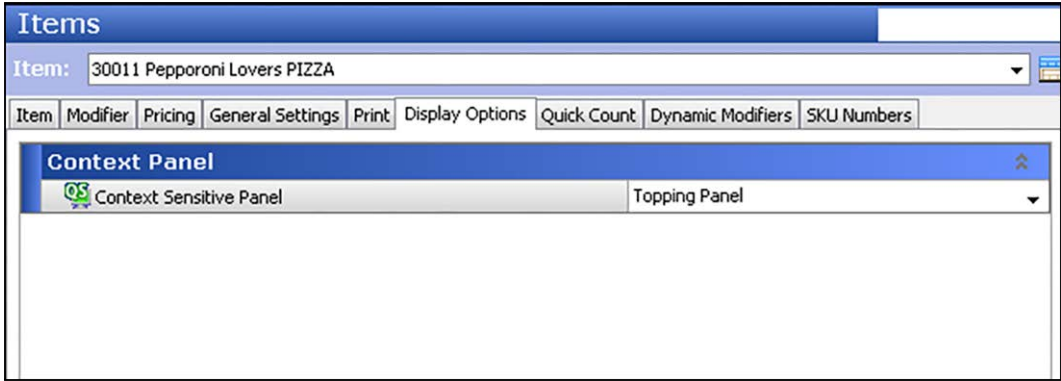 Items
Item: 30011 Pepporoni Lovers PIZZA
Item Modifier Pricing General Settings Print Display Options Quick Count Dynamic Modifiers SKU Numbers
Context Panel
QS Context Sensitive Panel Topping Panel